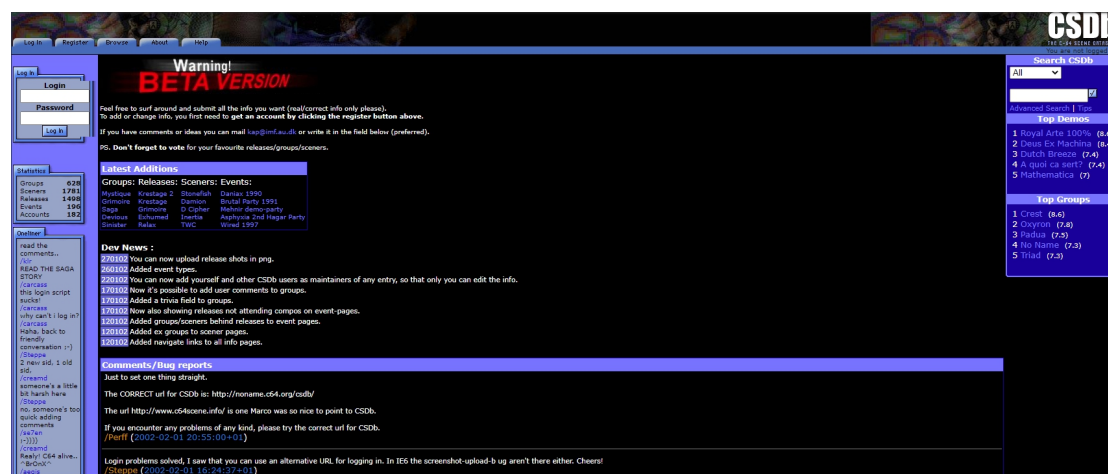 Log In
Register
Browse
About
Help
CSDb
THE C-64 SCENE DATAB
You are not logged
Log In
Login
Password
Log In
Statistics
Groups 628
Sceners 1781
Releases 1498
Events 196
Accounts 182
Oneliner
read the
comments..
/klr
READ THE SAGA
STORY
/carcass
this login script
sucks!
/carcass
why can't i log in?
/carcass
Haha, back to
friendly
conversation :-)
/Steppe
2 new sid, 1 old
sid.
/creamd
someone's a little
bit harsh here
/Steppe
no, someone's too
quick adding
comments
/se7en
:-))))
/creamd
Realy! C64 alive..
^BrOnX^
/aegis
Warning!
BETA VERSION
Feel free to surf around and submit all the info you want (real/correct info only please).
To add or change info, you first need to get an account by clicking the register button above.
If you have comments or ideas you can mail kap@imf.au.dk or write it in the field below (preferred).
PS. Don't forget to vote for your favourite releases/groups/sceners.
Latest Additions
Groups: Releases: Sceners: Events:
Mystique Krestage 2 Stonefish Daniax 1990
Grimoire Krestage Damion Brutal Party 1991
Saga Grimoire D Cipher Mehnir demo-party
Devious Exhumed Inertia Asphyxia 2nd Hagar Party
Sinister Relax TWC Wired 1997
Dev News :
270102 You can now upload release shots in png.
260102 Added event types.
220102 You can now add yourself and other CSDb users as maintainers of any entry, so that only you can edit the info.
170102 Now it's possible to add user comments to groups.
170102 Added a trivia field to groups.
170102 Now also showing releases not attending compos on event-pages.
120102 Added groups/sceners behind releases to event pages.
120102 Added ex groups to scener pages.
120102 Added navigate links to all info pages.
Comments/Bug reports
Just to set one thing straight.
The CORRECT url for CSDb is: http://noname.c64.org/csdb/
The url http://www.c64scene.info/ is one Marco was so nice to point to CSDb.
If you encounter any problems of any kind, please try the correct url for CSDb.
/Perff (2002-02-01 20:55:00+01)
Login problems solved, I saw that you can use an alternative URL for logging in. In IE6 the screenshot-upload-b ug aren't there either. Cheers!
/Steppe (2002-02-01 16:24:37+01)
Search CSDb
All
Advanced Search | Tips
Top Demos
1 Royal Arte 100% (8.6
2 Deus Ex Machina (8.4
3 Dutch Breeze (7.4)
4 A quoi ca sert? (7.4)
5 Mathematica (7)
Top Groups
1 Crest (8.6)
2 Oxyron (7.8)
3 Padua (7.5)
4 No Name (7.3)
5 Triad (7.3)